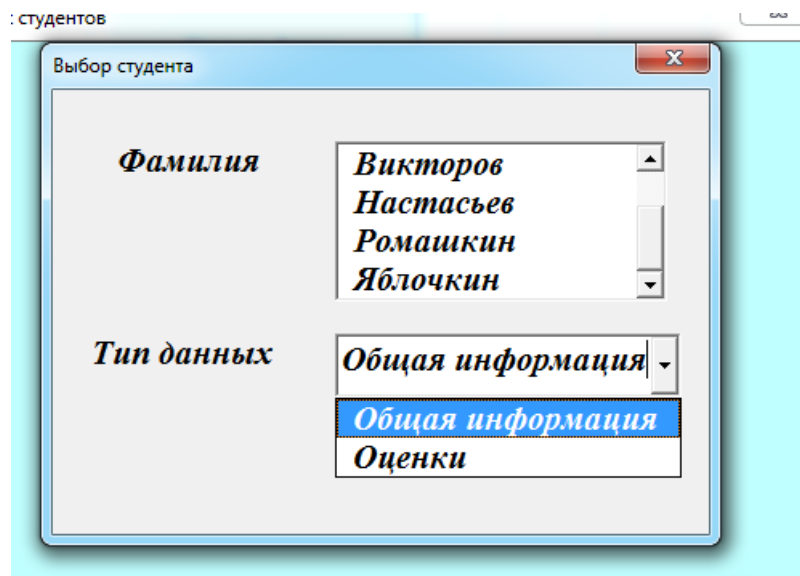 студентов
Выбор студента
Фамилия
Викторов
Настасьев
Ромашкин
Яблочкин
Тип данных
Общая информация
Общая информация
Оценки